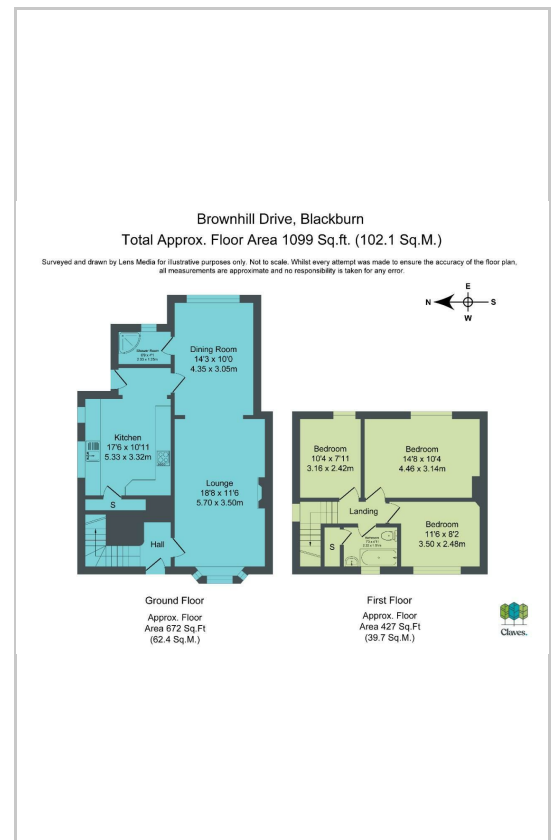 Brownhill Drive, Blackburn
Total Approx. Floor Area 1099 Sq.ft. (102.1 Sq.M.)
Surveyed and drawn by Lens Media for illustrative purposes only. Not to scale. Whilst every attempt was made to ensure the accuracy of the floor plan,
all measurements are approximate and no responsibility is taken for any error.
E
N
S
W
Shower Room
Dining Room
14'3 x 10'0
4.35 x 3.05m
Kitchen
17'6 x 10'11
5.33 x 3.32m
Lounge
18'8 x 11'6
5.70 x 3.50m
S
Hall
Bedroom
10'4 x 7'11
3.16 x 2.42m
Bedroom
14'8 x 10'4
4.46 x 3.14m
Landing
Bedroom
11'6 x 8'2
3.50 x 2.48m
S
Bathroom
Ground Floor
Approx. Floor
Area 672 Sq.Ft
(62.4 Sq.M.)
First Floor
Approx. Floor
Area 427 Sq.Ft
(39.7 Sq.M.)
Claves.